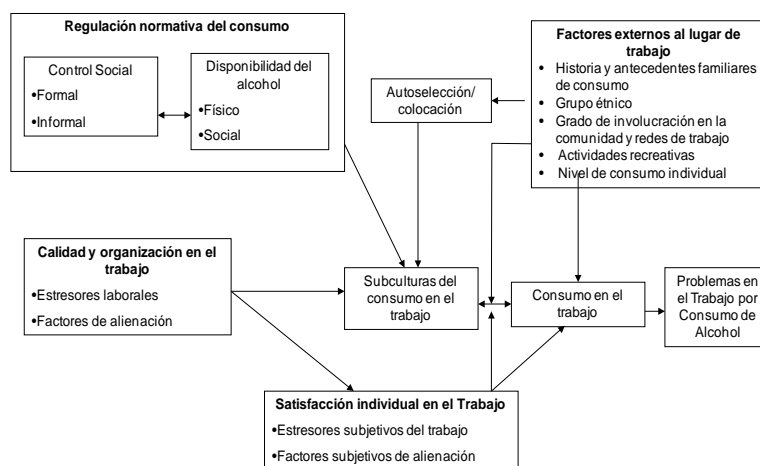 Regulación normativa del consumo
Control Social
•Formal
•Informal
Disponibilidad del
alcohol
•Físico
•Social
Autoselección/
colocación
Factores externos al lugar de
trabajo
• Historia y antecedentes familiares
de consumo
• Grupo étnico
• Grado de involucración en la
comunidad y redes de trabajo
• Actividades recreativas
• Nivel de consumo individual
Calidad y organización en el
trabajo
•Estresores laborales
•Factores de alienación
Subculturas del
consumo en el
trabajo
Consumo en el
trabajo
Problemas en
el Trabajo por
Consumo de
Alcohol
Satisfacción individual en el Trabajo
•Estresores subjetivos del trabajo
•Factores subjetivos de alienación